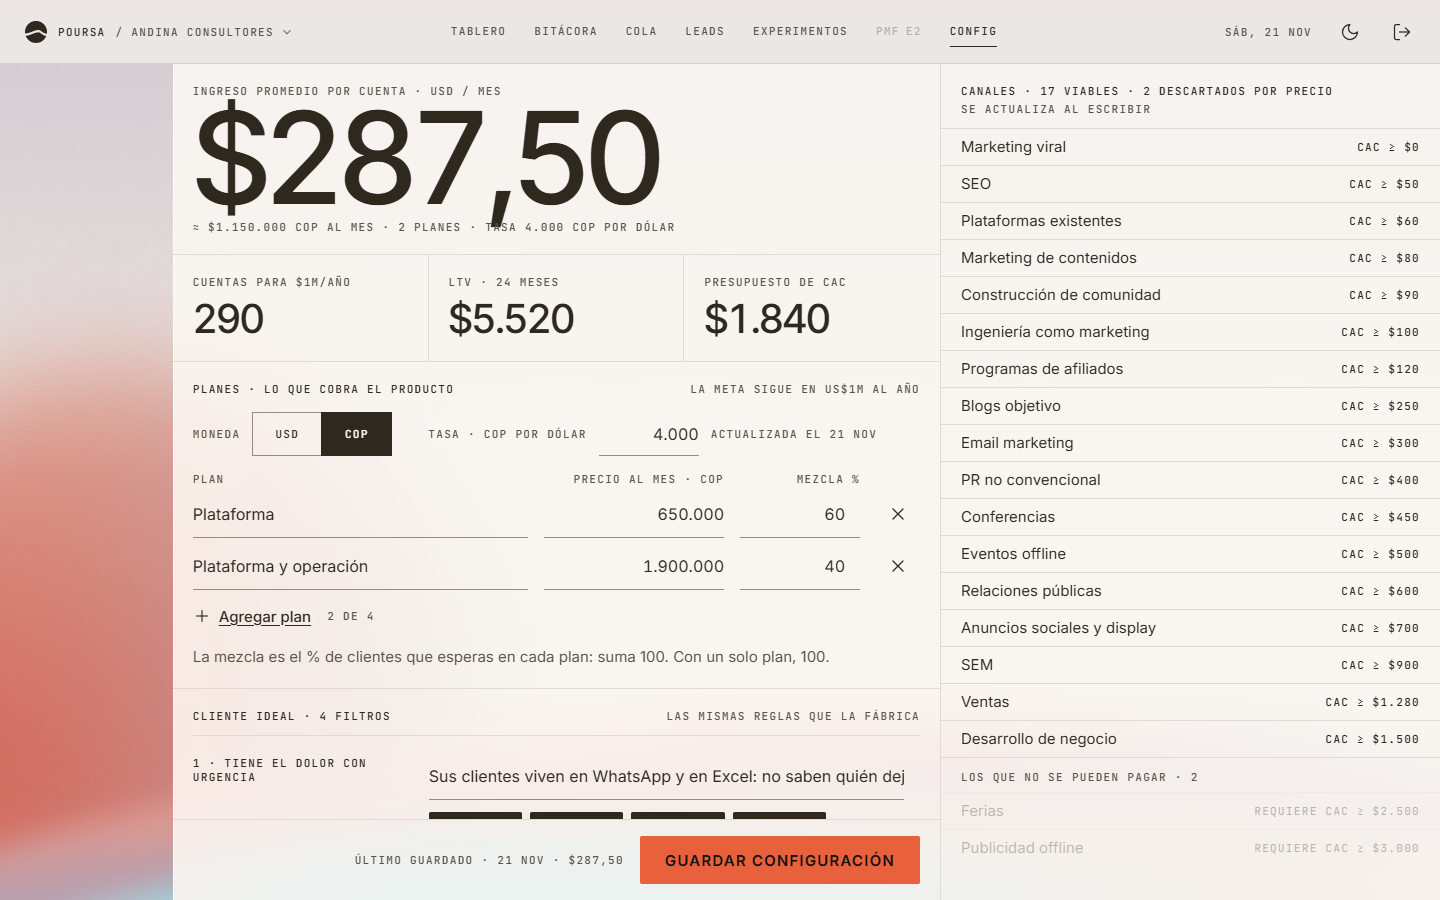 POURSA / ANDINA CONSULTORES
TABLERO BITÁCORA COLA LEADS EXPERIMENTOS PMF E2 CONFIG
SÁB, 21 NOV
INGRESO PROMEDIO POR CUENTA · USD / MES
$287,50
≈ $1.150.000 COP AL MES · 2 PLANES · TASA 4.000 COP POR DÓLAR
CUENTAS PARA $1M/AÑO
290
LTV · 24 MESES
$5.520
PRESUPUESTO DE CAC
$1.840
PLANES · LO QUE COBRA EL PRODUCTO
LA META SIGUE EN US$1M AL AÑO
MONEDA USD COP TASA · COP POR DÓLAR 4.000 ACTUALIZADA EL 21 NOV
PLAN PRECIO AL MES · COP MEZCLA %
Plataforma 650.000 60
Plataforma y operación 1.900.000 40
Agregar plan 2 DE 4
La mezcla es el % de clientes que esperas en cada plan: suma 100. Con un solo plan, 100.
CLIENTE IDEAL · 4 FILTROS
LAS MISMAS REGLAS QUE LA FÁBRICA
1 · TIENE EL DOLOR CON
URGENCIA
Sus clientes viven en WhatsApp y en Excel: no saben quién dej
ÚLTIMO GUARDADO · 21 NOV · $287,50
GUARDAR CONFIGURACIÓN
CANALES · 17 VIABLES · 2 DESCARTADOS POR PRECIO
SE ACTUALIZA AL ESCRIBIR
Marketing viral CAC ≥ $0
SEO CAC ≥ $50
Plataformas existentes CAC ≥ $60
Marketing de contenidos CAC ≥ $80
Construcción de comunidad CAC ≥ $90
Ingeniería como marketing CAC ≥ $100
Programas de afiliados CAC ≥ $120
Blogs objetivo CAC ≥ $250
Email marketing CAC ≥ $300
PR no convencional CAC ≥ $400
Conferencias CAC ≥ $450
Eventos offline CAC ≥ $500
Relaciones públicas CAC ≥ $600
Anuncios sociales y display CAC ≥ $700
SEM CAC ≥ $900
Ventas CAC ≥ $1.280
Desarrollo de negocio CAC ≥ $1.500
LOS QUE NO SE PUEDEN PAGAR · 2
Ferias REQUIERE CAC ≥ $2.500
Publicidad offline REQUIERE CAC ≥ $3.000